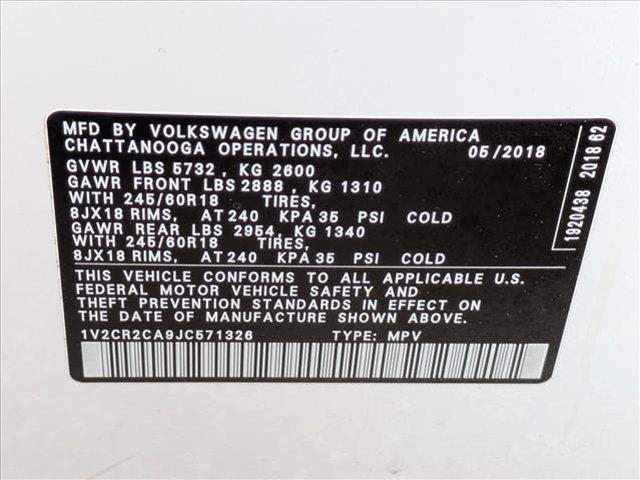 MFD BY VOLKSWAGEN GROUP OF AMERICA
CHATTANOOGA OPERATIONS, LLC. 05/2018
GVWR LBS 5732 , KG 2600
GAWR FRONT LBS 2888 , KG 1310
WITH 245/60R18 TIRES,
8JX18 RIMS, AT 240 KPA 35 PSI COLD
GAWR REAR LBS 2954, KG 1340
WITH 245/60R18 TIRES,
8JX18 RIMS, AT 240 KPA 35 PSI COLD
THIS VEHICLE CONFORMS TO ALL APPLICABLE U.S.
FEDERAL MOTOR VEHICLE SAFETY AND
THEFT PREVENTION STANDARDS IN EFFECT ON
THE DATE OF MANUFACTURE SHOWN ABOVE.
1V2CR2CA9JC571326 TYPE: MPV
1920438 2018 62